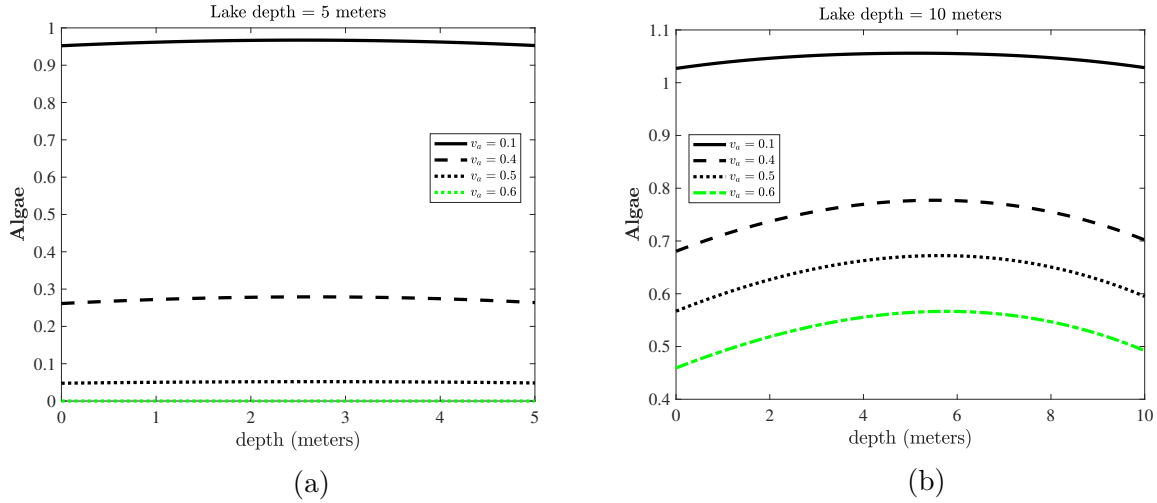 Lake depth = 5 meters
1
0.9
0.8
0.7
0.6
0.5
0.4
0.3
0.2
0.1
0
Algae
v_a = 0.1
v_a = 0.4
v_a = 0.5
v_a = 0.6
0 1 2 3 4 5
depth (meters)
(a)
Lake depth = 10 meters
1.1
1
0.9
0.8
0.7
0.6
0.5
0.4
Algae
v_a = 0.1
v_a = 0.4
v_a = 0.5
v_a = 0.6
0 2 4 6 8 10
depth (meters)
(b)